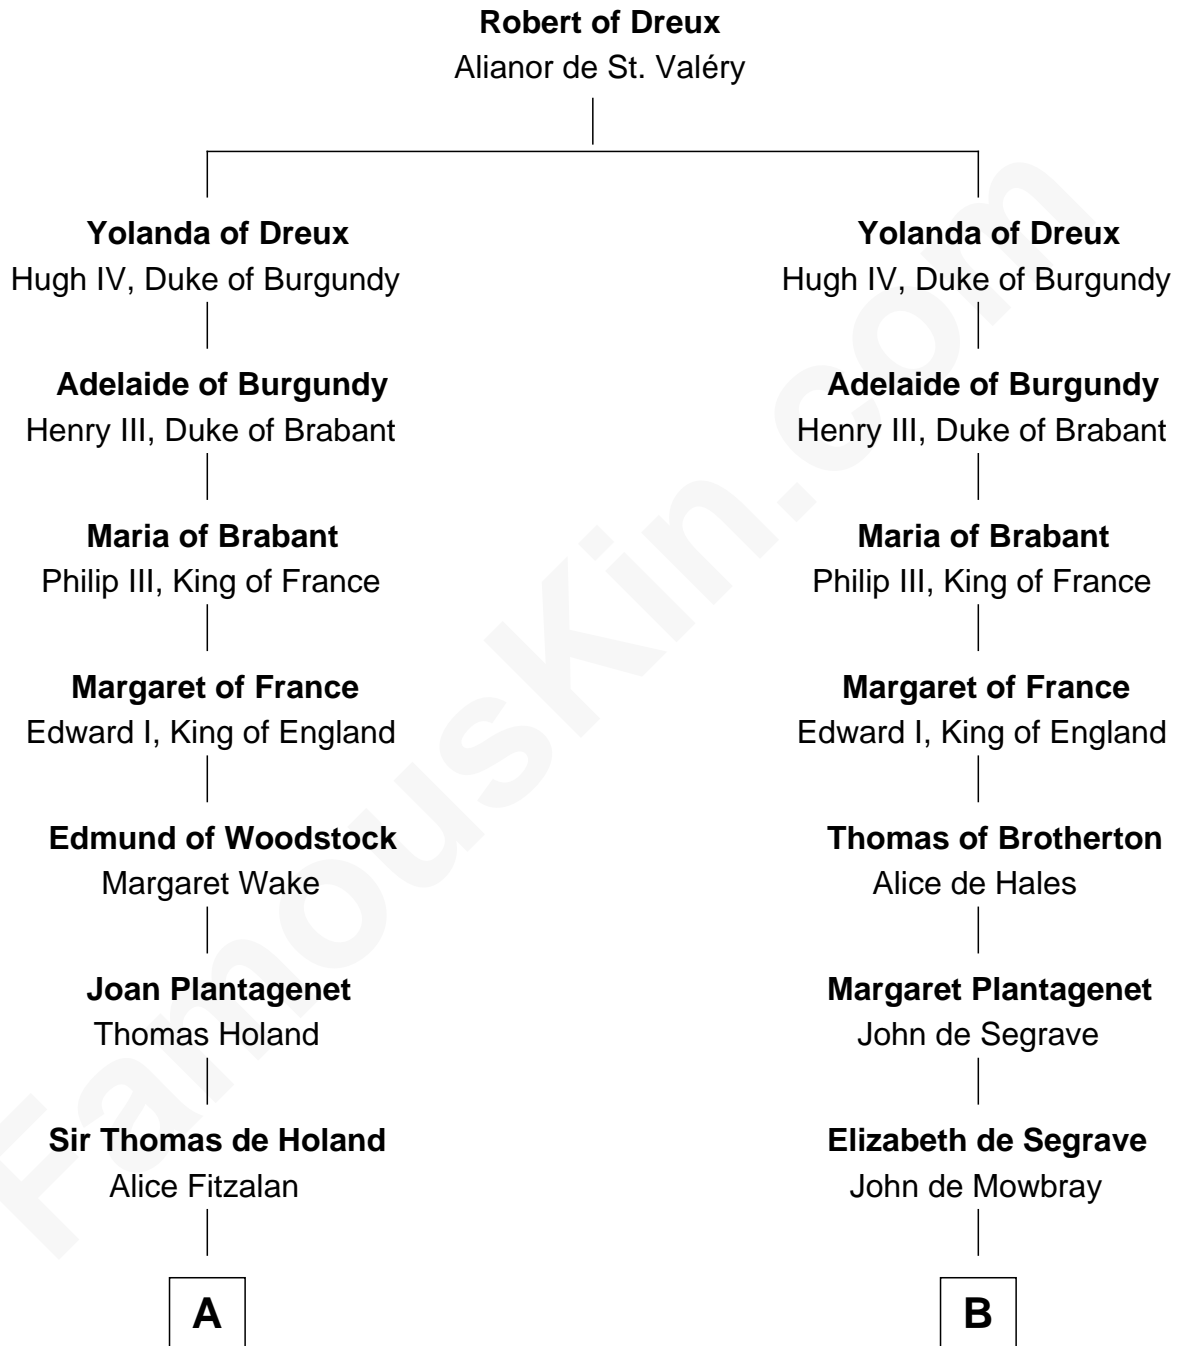 Robert of Dreux
Alianor de St. Valéry
Yolanda of Dreux
Hugh IV, Duke of Burgundy
Adelaide of Burgundy
Henry III, Duke of Brabant
Maria of Brabant
Philip III, King of France
Margaret of France
Edward I, King of England
Edmund of Woodstock
Margaret Wake
Joan Plantagenet
Thomas Holand
Sir Thomas de Holand
Alice Fitzalan
A
Yolanda of Dreux
Hugh IV, Duke of Burgundy
Adelaide of Burgundy
Henry III, Duke of Brabant
Maria of Brabant
Philip III, King of France
Margaret of France
Edward I, King of England
Thomas of Brotherton
Alice de Hales
Margaret Plantagenet
John de Segrave
Elizabeth de Segrave
John de Mowbray
B
FamousKin.com